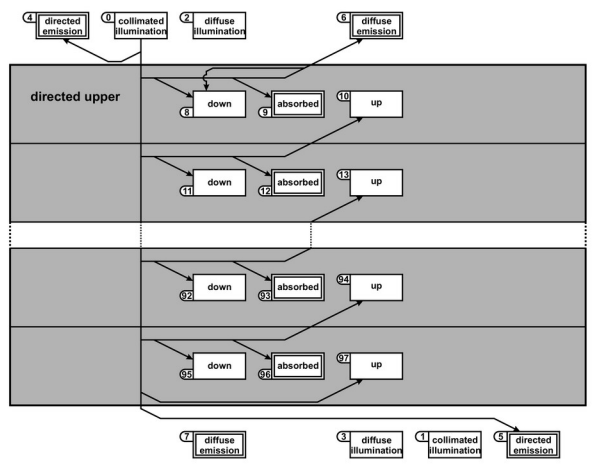 4 directed emission
0 collimated illumination
2 diffuse illumination
6 diffuse emission
directed upper
8 down
9 absorbed
10 up
11 down
12 absorbed
13 up
92 down
93 absorbed
94 up
95 down
96 absorbed
97 up
7 diffuse emission
3 diffuse illumination
1 collimated illumination
5 directed emission